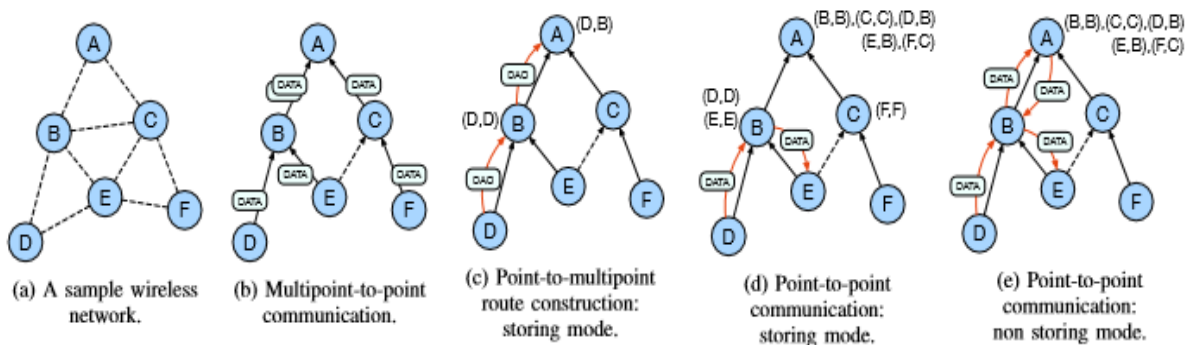 A
B
C
E
D
F
(a) A sample wireless
network.
A
DATA
DATA
B
C
DATA
DATA
E
DATA
F
D
(b) Multipoint-to-point
communication.
A (D,B)
DAO
(D,D) B
C
DAO
E
F
D
(c) Point-to-multipoint
route construction:
storing mode.
(B,B),(C,C),(D,B)
A (E,B),(F,C)
(D,D)
(E,E) B
C (F,F)
DATA
DATA
E
F
D
(d) Point-to-point
communication:
storing mode.
(B,B),(C,C),(D,B)
A (E,B),(F,C)
DATA
DATA
B
C
DATA
DATA
E
F
D
(e) Point-to-point
communication:
non storing mode.